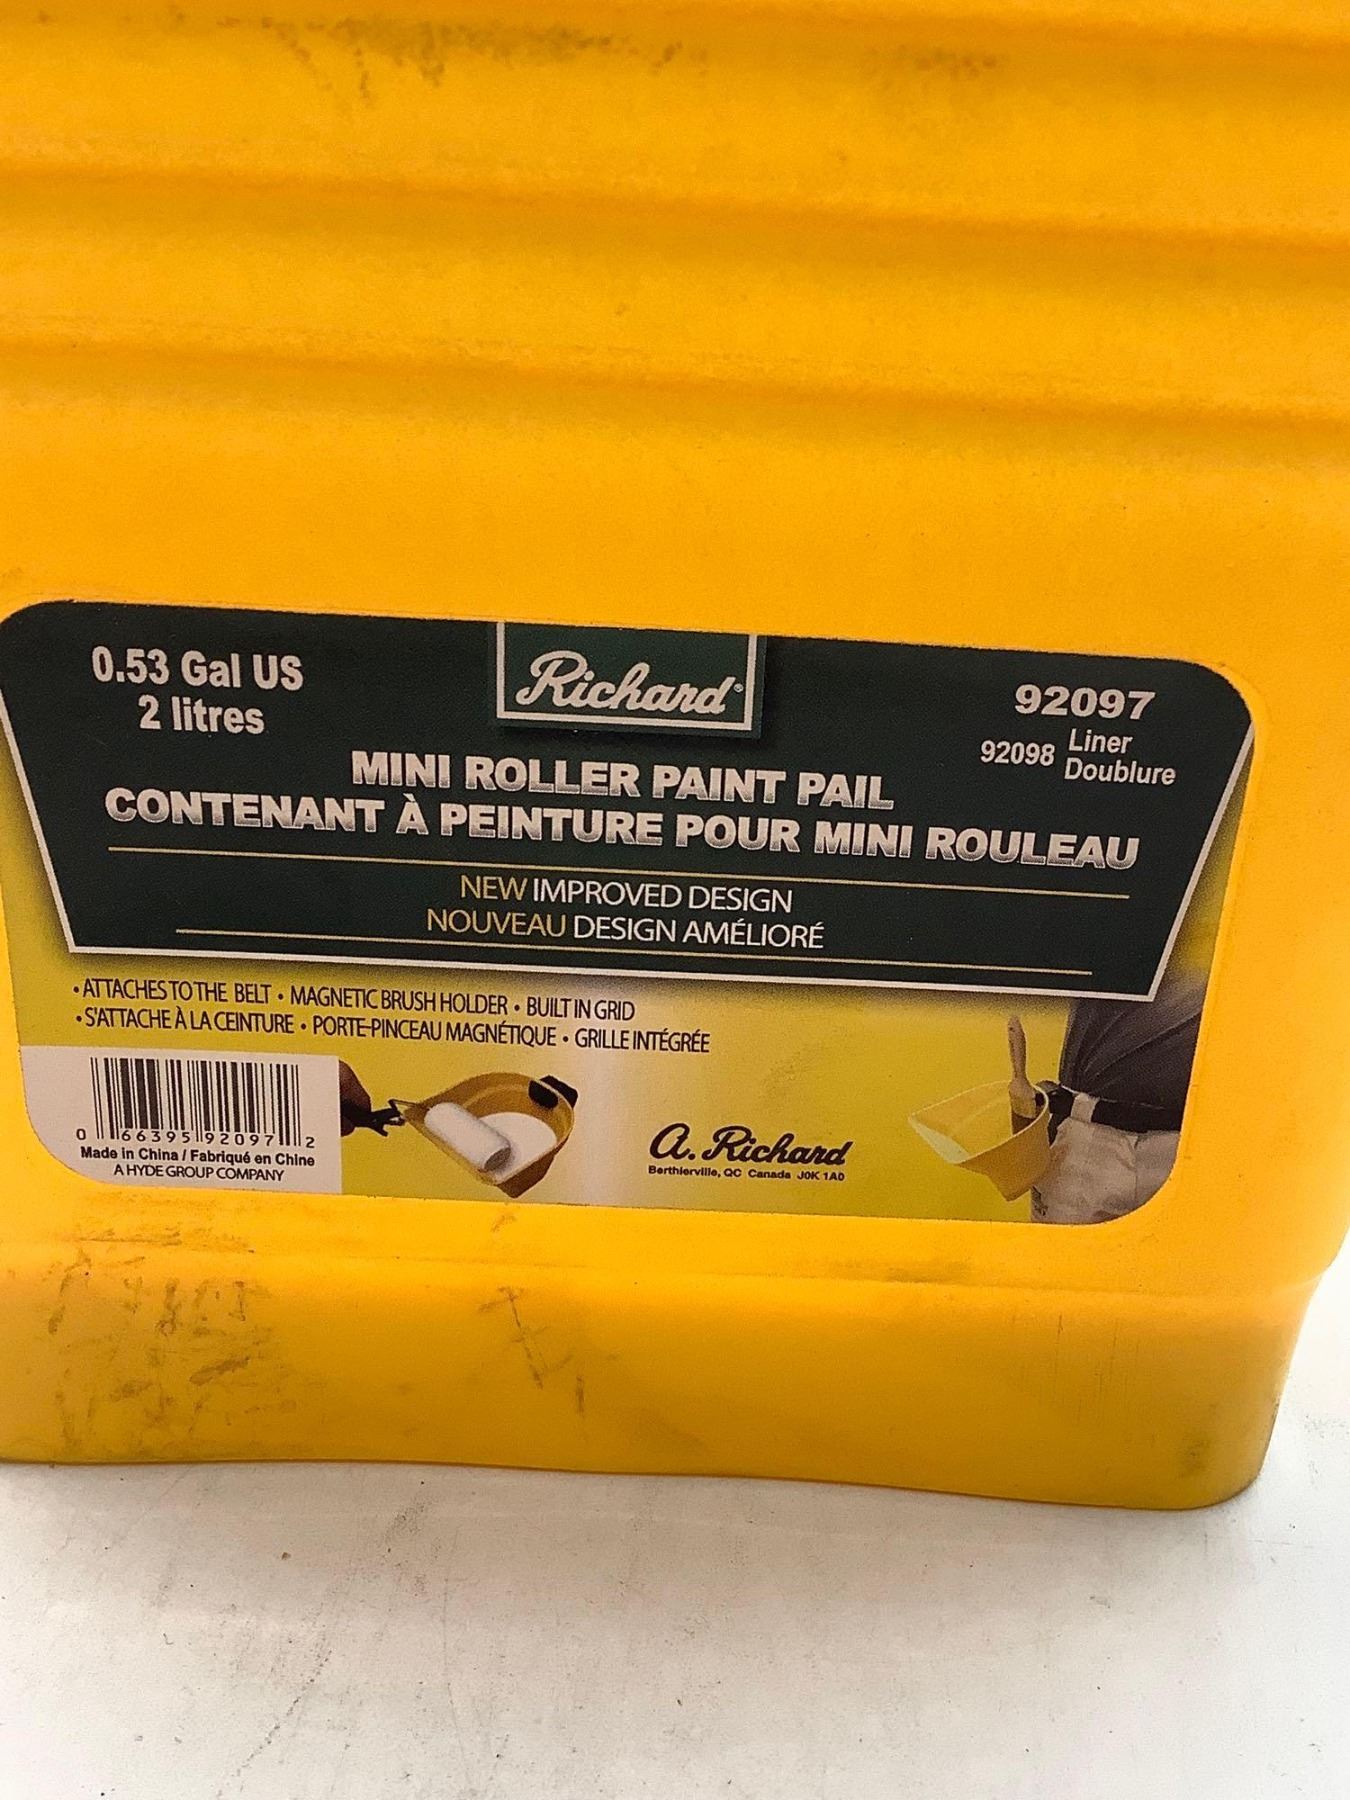 0.53 Gal US
2 litres
Richard®
92097
92098 Liner
Doublure
MINI ROLLER PAINT PAIL
CONTENANT À PEINTURE POUR MINI ROULEAU
NEW IMPROVED DESIGN
NOUVEAU DESIGN AMÉLIORÉ
• ATTACHES TO THE BELT • MAGNETIC BRUSH HOLDER • BUILT IN GRID
• S'ATTACHE À LA CEINTURE • PORTE-PINCEAU MAGNÉTIQUE • GRILLE INTÉGRÉE
0 66395 92097 2
Made in China / Fabriqué en Chine
A HYDE GROUP COMPANY
A. Richard
Berthierville, QC Canada J0K 1A0